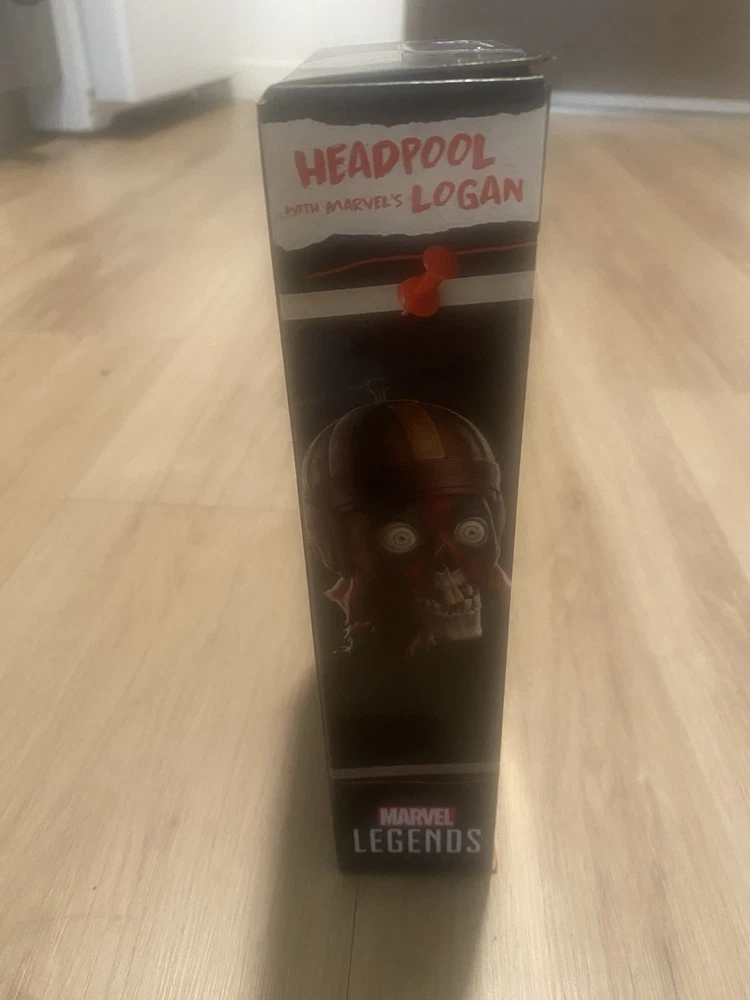 HEADPOOL
WITH MARVEL'S LOGAN
MARVEL
LEGENDS